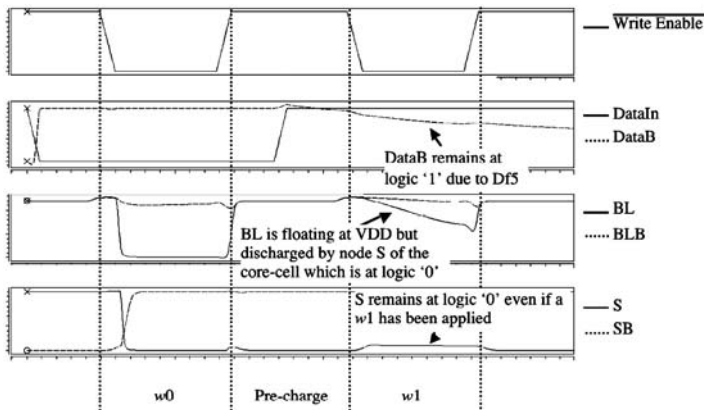 Write Enable
DataIn
DataB
DataB remains at
logic ‘1’ due to Df5
BL
BLB
BL is floating at VDD but
discharged by node S of the
core-cell which is at logic ‘0’
S remains at logic ‘0’ even if a
w1 has been applied
S
SB
w0
Pre-charge
w1